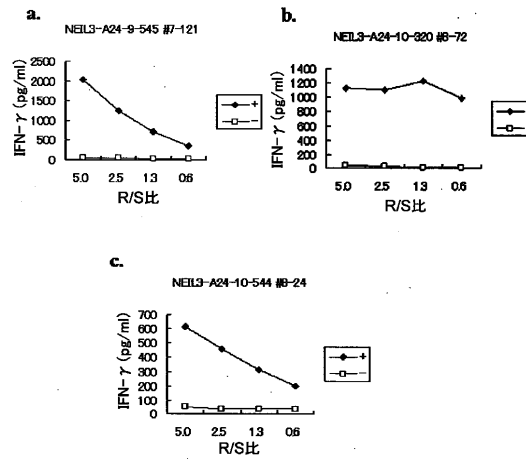 a.
NEIL3-A24-9-545 #7-121
IFN-γ (pg/ml)
2500
2000
1500
1000
500
0
5.0 2.5 1.3 0.6
R/S比
+
−
b.
NEIL3-A24-10-320 #8-72
IFN-γ (pg/ml)
1400
1200
1000
800
600
400
200
0
5.0 2.5 1.3 0.6
R/S比
c.
NEIL3-A24-10-544 #8-24
IFN-γ (pg/ml)
700
600
500
400
300
200
100
0
5.0 2.5 1.3 0.6
R/S比
+
−